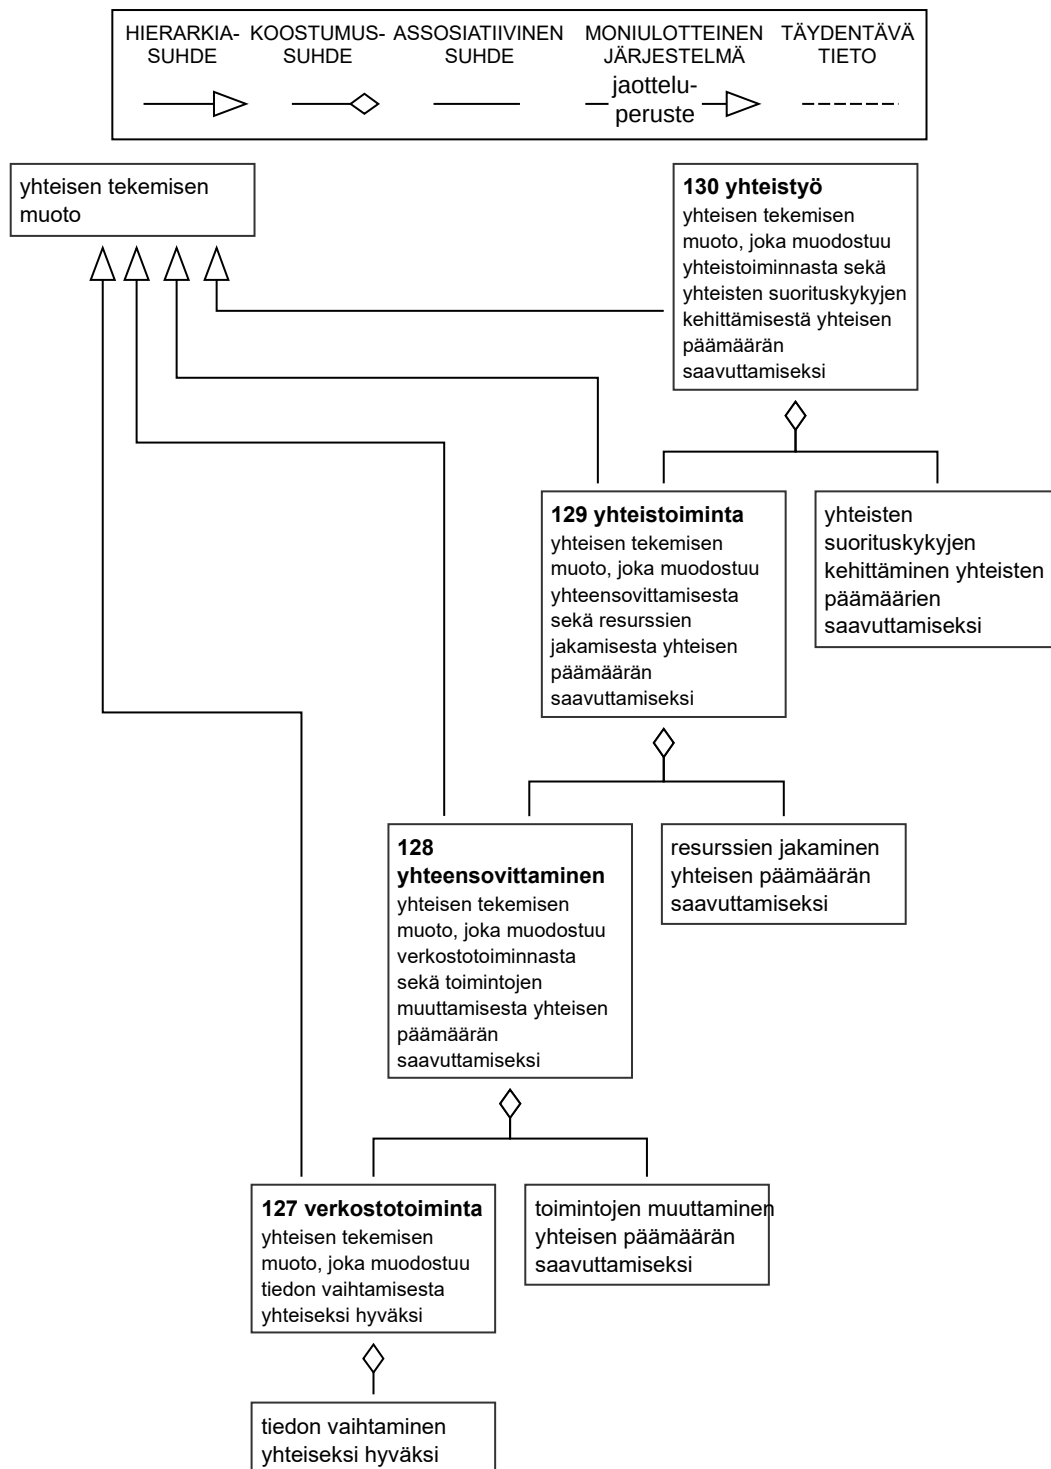 HIERARKIA-
SUHDE
KOOSTUMUS-
SUHDE
ASSOSIATIIVINEN
SUHDE
MONIULOTTEINEN
JÄRJESTELMÄ
TÄYDENTÄVÄ
TIETO
jaottelu-
peruste
yhteisen tekemisen
muoto
130 yhteistyö
yhteisen tekemisen
muoto, joka muodostuu
yhteistoiminnasta sekä
yhteisten suorituskykyjen
kehittämisestä yhteisen
päämäärän
saavuttamiseksi
129 yhteistoiminta
yhteisen tekemisen
muoto, joka muodostuu
yhteensovittamisesta
sekä resurssien
jakamisesta yhteisen
päämäärän
saavuttamiseksi
yhteisten
suorituskykyjen
kehittäminen yhteisten
päämäärien
saavuttamiseksi
128
yhteensovittaminen
yhteisen tekemisen
muoto, joka muodostuu
verkostotoiminnasta
sekä toimintojen
muuttamisesta yhteisen
päämäärän
saavuttamiseksi
resurssien jakaminen
yhteisen päämäärän
saavuttamiseksi
127 verkostotoiminta
yhteisen tekemisen
muoto, joka muodostuu
tiedon vaihtamisesta
yhteiseksi hyväksi
toimintojen muuttaminen
yhteisen päämäärän
saavuttamiseksi
tiedon vaihtaminen
yhteiseksi hyväksi